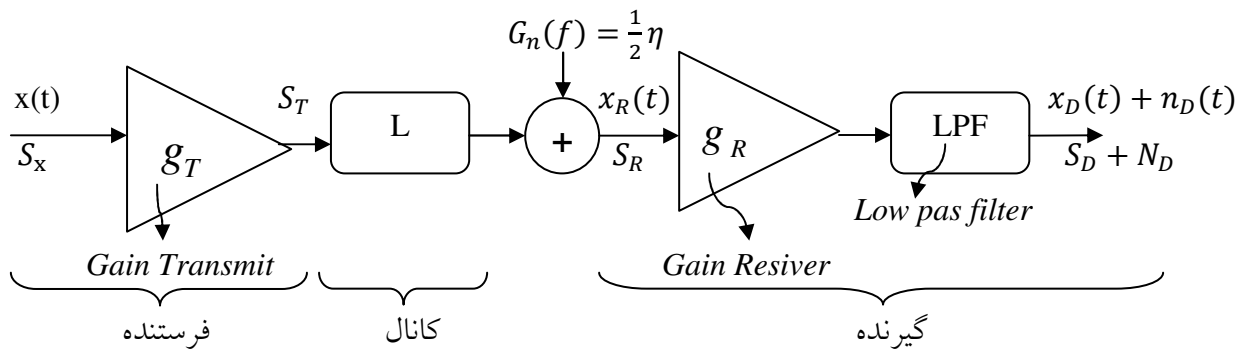 G_n(f) = 1/2 η
x(t)
S_x
g_T
S_T
L
+
x_R(t)
S_R
g_R
LPF
x_D(t) + n_D(t)
S_D + N_D
Low pas filter
Gain Transmit
Gain Resiver
فرستنده
کانال
گیرنده